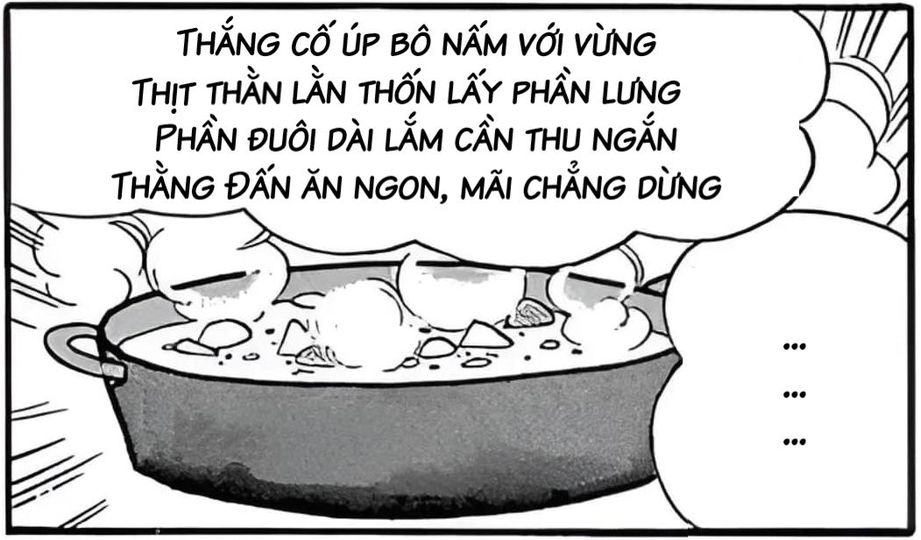 THẮNG CỐ ÚP BÔ NẤM VỚI VỪNG
THỊT THẰN LẰN THỐN LẤY PHẦN LƯNG
PHẦN ĐUÔI DÀI LẮM CẦN THU NGẮN
THẰNG ĐẤN ĂN NGON, MÃI CHẲNG DỪNG
...
...
...